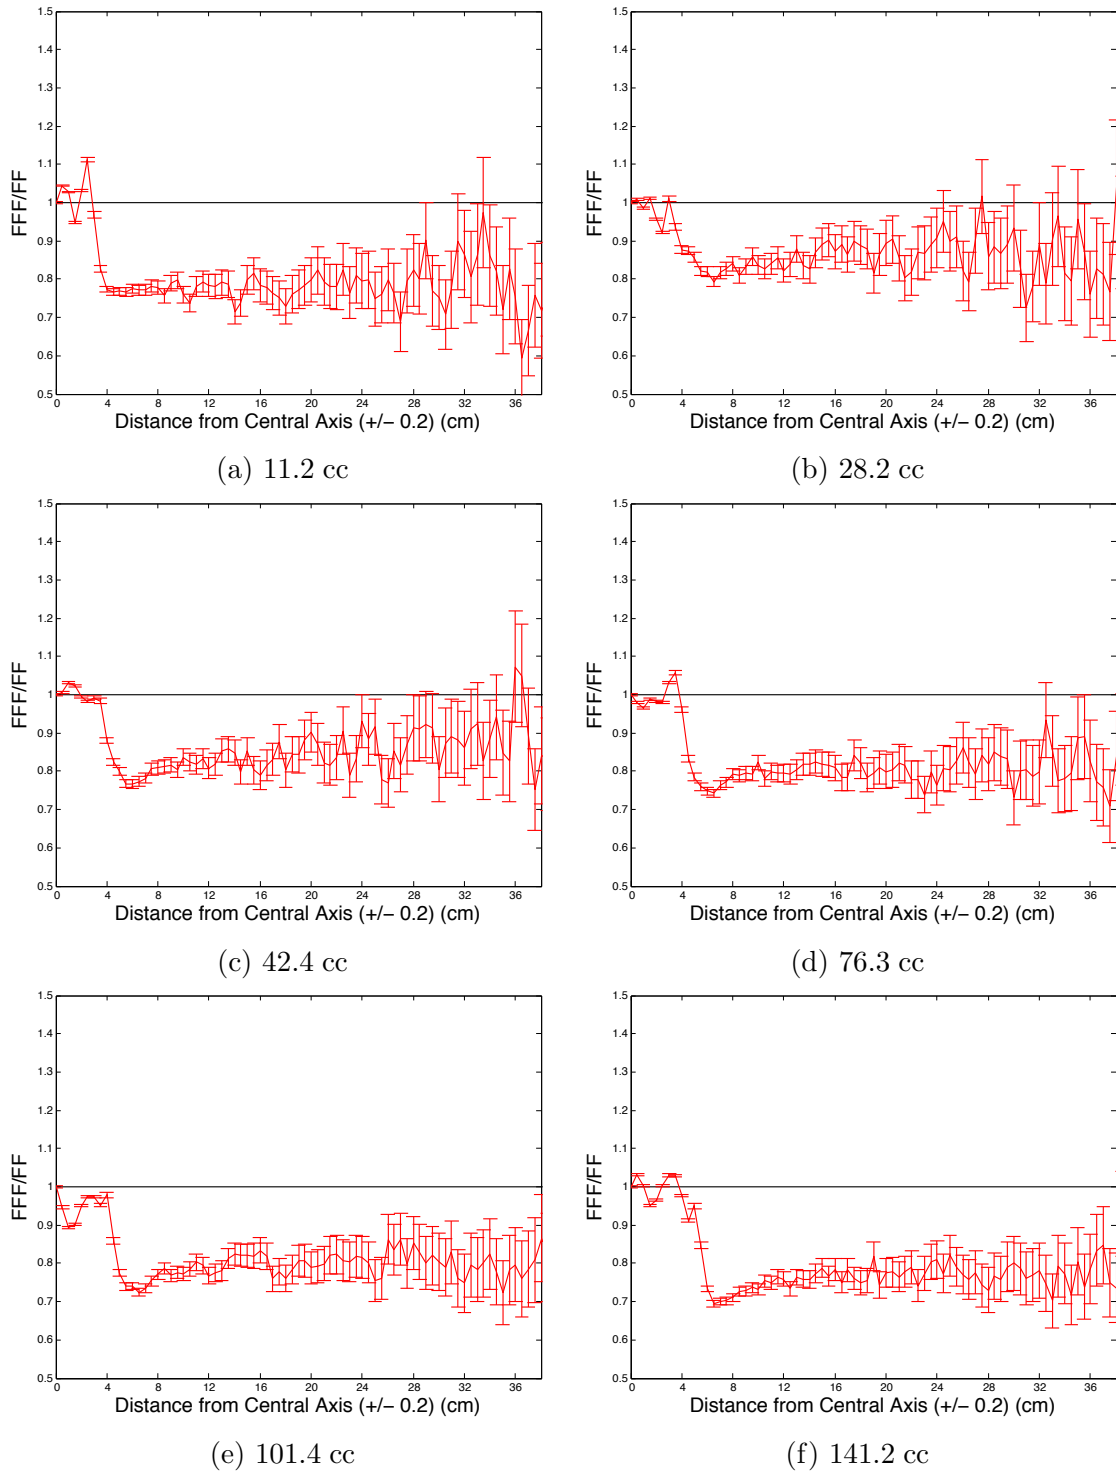 1.5 1.5
1.4 1.4
1.3 1.3
1.2 1.2
1.1 1.1
1 1
0.9 0.9
0.8 0.8
0.7 0.7
0.6 0.6
0.5 0.5
FFF/FF FFF/FF
0 4 8 12 16 20 24 28 32 36 0 4 8 12 16 20 24 28 32 36
Distance from Central Axis (+/− 0.2) (cm) Distance from Central Axis (+/− 0.2) (cm)
(a) 11.2 cc (b) 28.2 cc
1.5 1.5
1.4 1.4
1.3 1.3
1.2 1.2
1.1 1.1
1 1
0.9 0.9
0.8 0.8
0.7 0.7
0.6 0.6
0.5 0.5
FFF/FF FFF/FF
0 4 8 12 16 20 24 28 32 36 0 4 8 12 16 20 24 28 32 36
Distance from Central Axis (+/− 0.2) (cm) Distance from Central Axis (+/− 0.2) (cm)
(c) 42.4 cc (d) 76.3 cc
1.5 1.5
1.4 1.4
1.3 1.3
1.2 1.2
1.1 1.1
1 1
0.9 0.9
0.8 0.8
0.7 0.7
0.6 0.6
0.5 0.5
FFF/FF FFF/FF
0 4 8 12 16 20 24 28 32 36 0 4 8 12 16 20 24 28 32 36
Distance from Central Axis (+/− 0.2) (cm) Distance from Central Axis (+/− 0.2) (cm)
(e) 101.4 cc (f) 141.2 cc